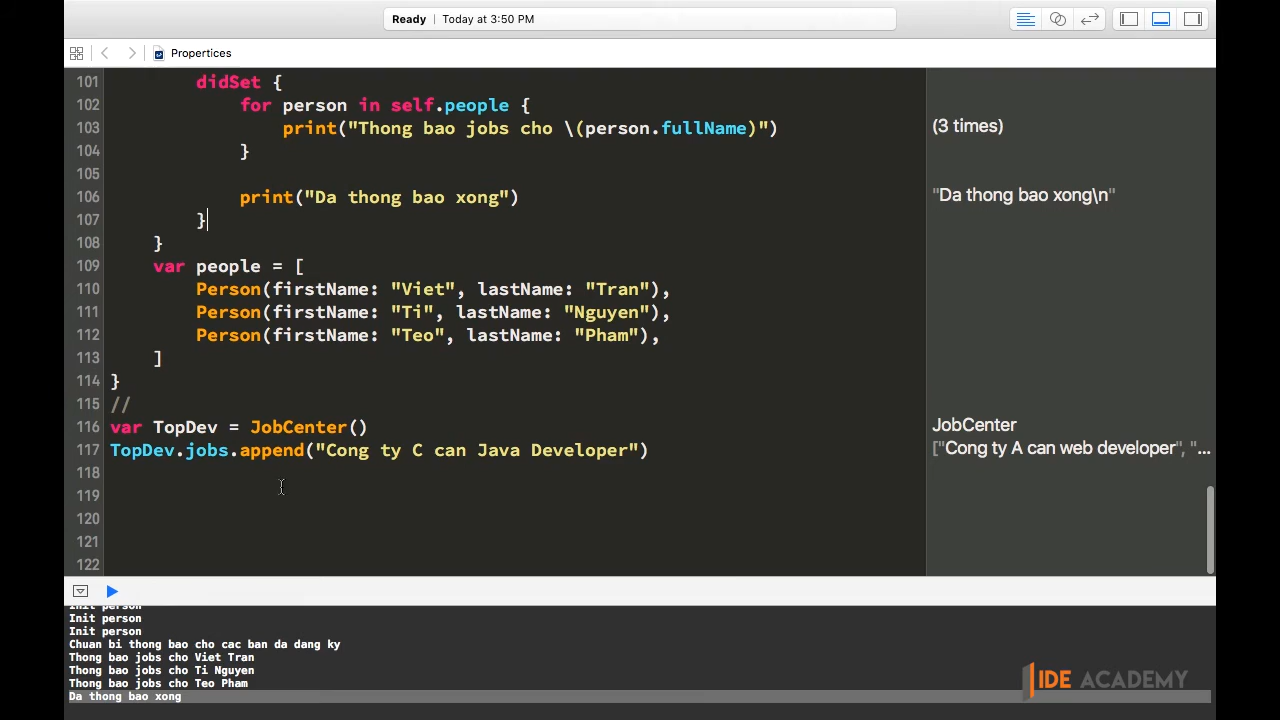 Ready | Today at 3:50 PM
Propertices
101 didSet {
102 for person in self.people {
103 print("Thong bao jobs cho \(person.fullName)")
(3 times)
104 }
105
106 print("Da thong bao xong")
"Da thong bao xong\n"
107 }
108 }
109 var people = [
110 Person(firstName: "Viet", lastName: "Tran"),
111 Person(firstName: "Ti", lastName: "Nguyen"),
112 Person(firstName: "Teo", lastName: "Pham"),
113 ]
114 }
115 //
116 var TopDev = JobCenter()
JobCenter
117 TopDev.jobs.append("Cong ty C can Java Developer")
["Cong ty A can web developer", "...
118
119
120
121
122
Init person
Init person
Init person
Chuan bi thong bao cho cac ban da dang ky
Thong bao jobs cho Viet Tran
Thong bao jobs cho Ti Nguyen
Thong bao jobs cho Teo Pham
Da thong bao xong
IDE ACADEMY